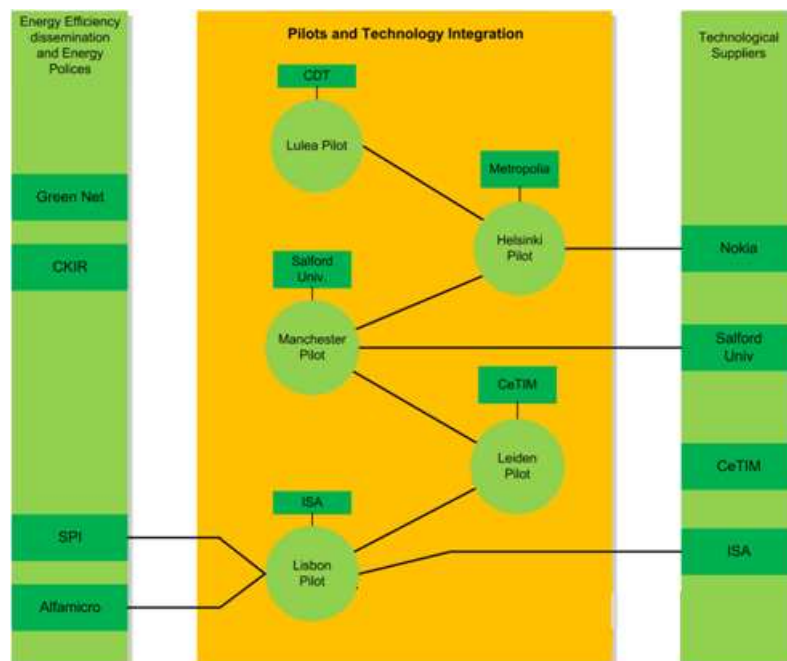 Energy Efficiency
dissemination
and Energy
Polices
Green Net
CKIR
SPI
Alfamicro
Pilots and Technology Integration
CDT
Lulea Pilot
Metropolia
Helsinki
Pilot
Salford
Univ.
Manchester
Pilot
CeTIM
Leiden
Pilot
ISA
Lisbon
Pilot
Technological
Suppliers
Nokia
Salford
Univ
CeTIM
ISA